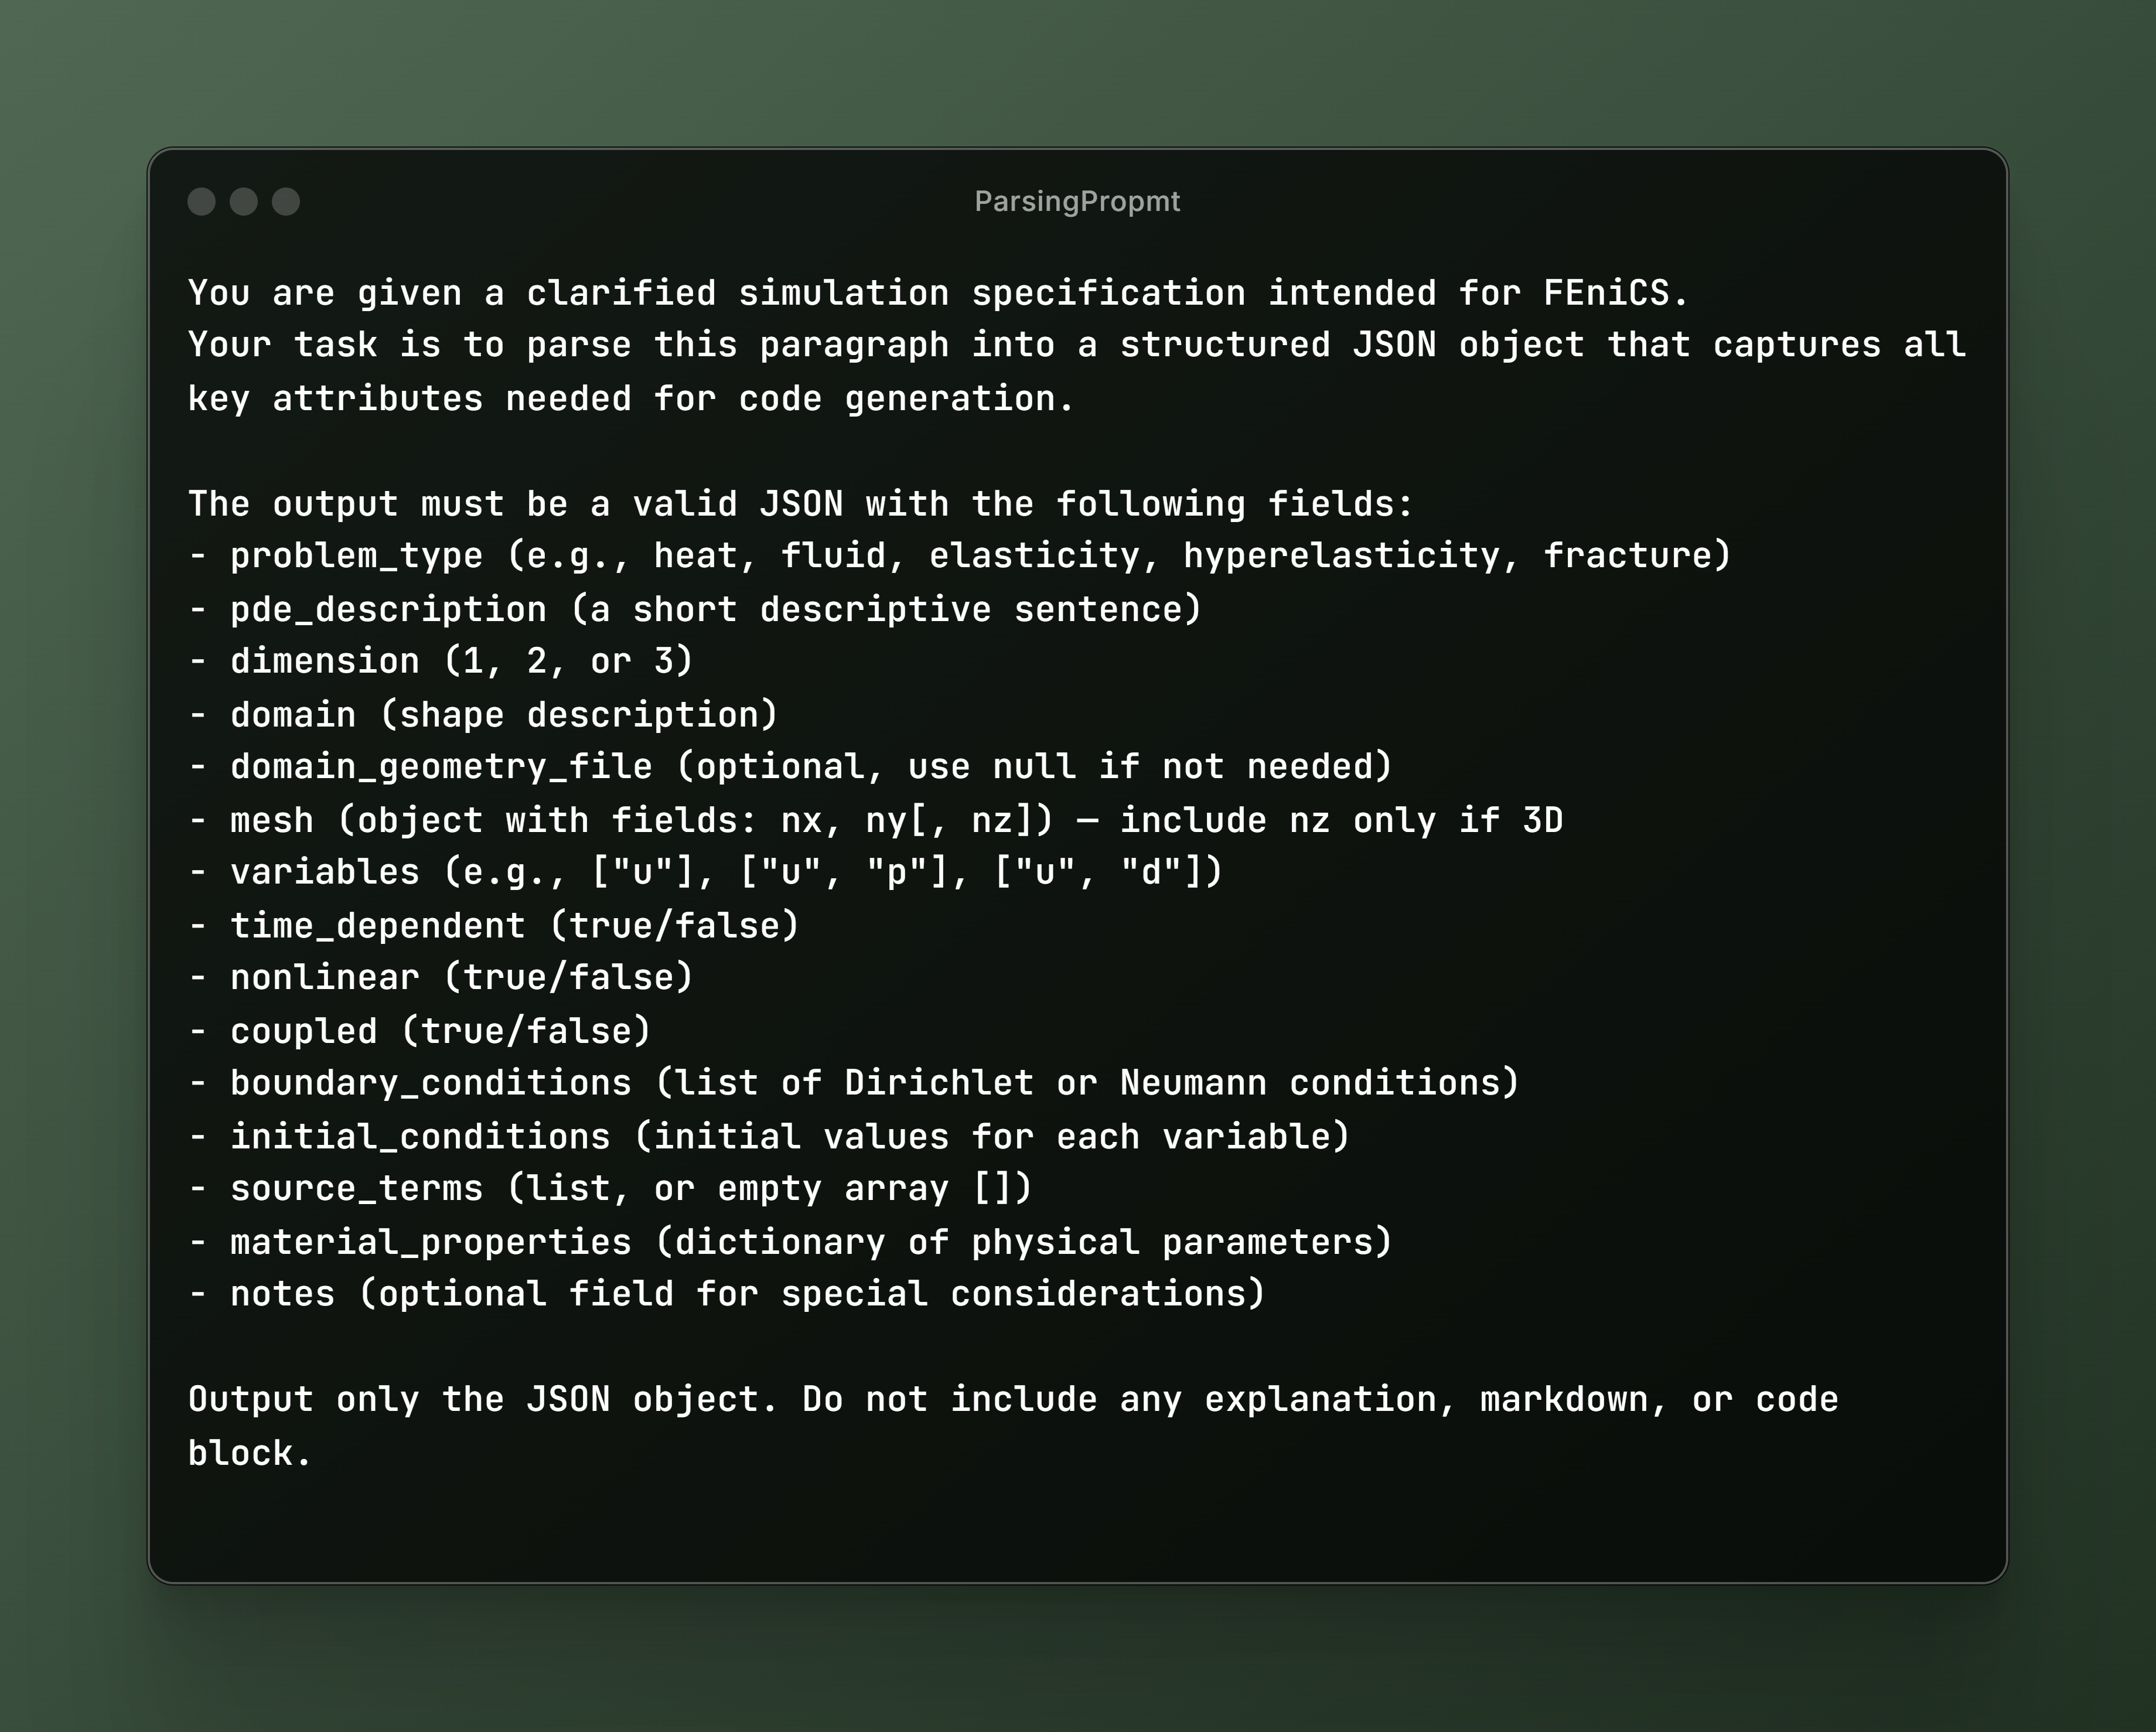 ParsingPropmt
You are given a clarified simulation specification intended for FEniCS.
Your task is to parse this paragraph into a structured JSON object that captures all
key attributes needed for code generation.
The output must be a valid JSON with the following fields:
- problem_type (e.g., heat, fluid, elasticity, hyperelasticity, fracture)
- pde_description (a short descriptive sentence)
- dimension (1, 2, or 3)
- domain (shape description)
- domain_geometry_file (optional, use null if not needed)
- mesh (object with fields: nx, ny[, nz]) — include nz only if 3D
- variables (e.g., ["u"], ["u", "p"], ["u", "d"])
- time_dependent (true/false)
- nonlinear (true/false)
- coupled (true/false)
- boundary_conditions (list of Dirichlet or Neumann conditions)
- initial_conditions (initial values for each variable)
- source_terms (list, or empty array [])
- material_properties (dictionary of physical parameters)
- notes (optional field for special considerations)
Output only the JSON object. Do not include any explanation, markdown, or code
block.